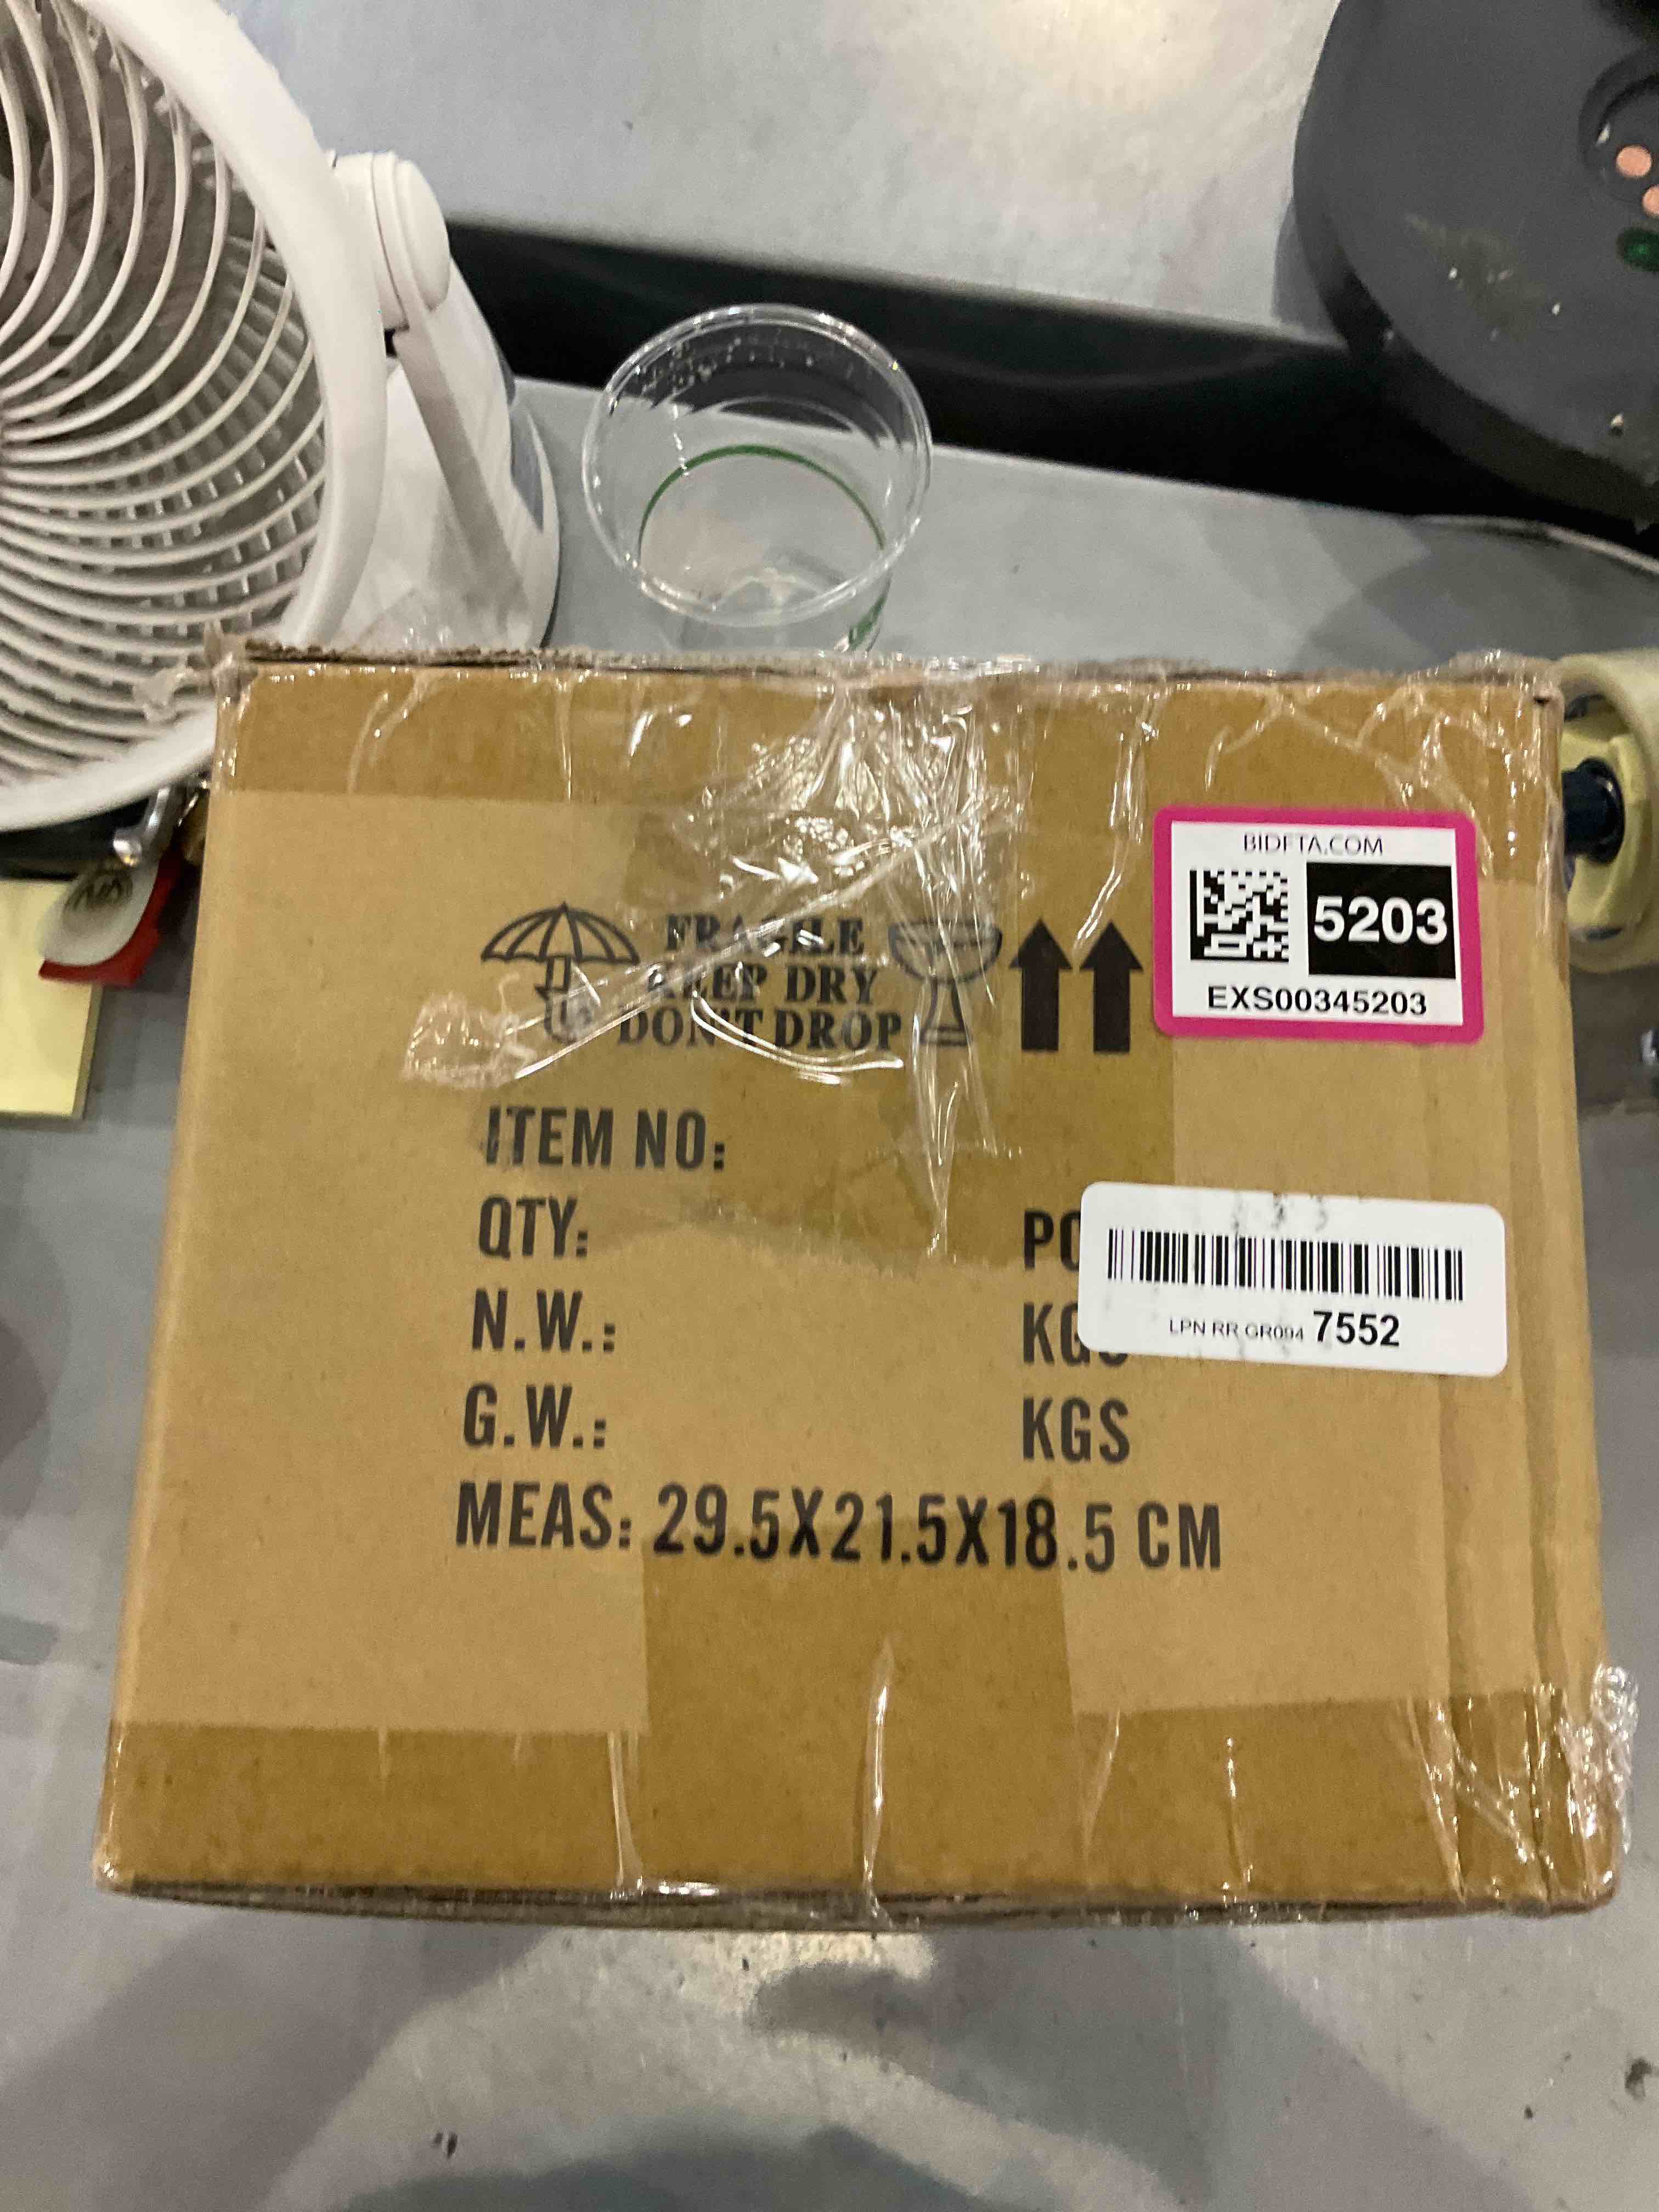 BIDFTA.COM
5203
EXS00345203
FRAGILE
KEEP DRY
DON'T DROP
ITEM NO:
QTY:
N.W.:
KGS
LPN RR GR094 7552
G.W.:
KGS
MEAS: 29.5X21.5X18.5 CM